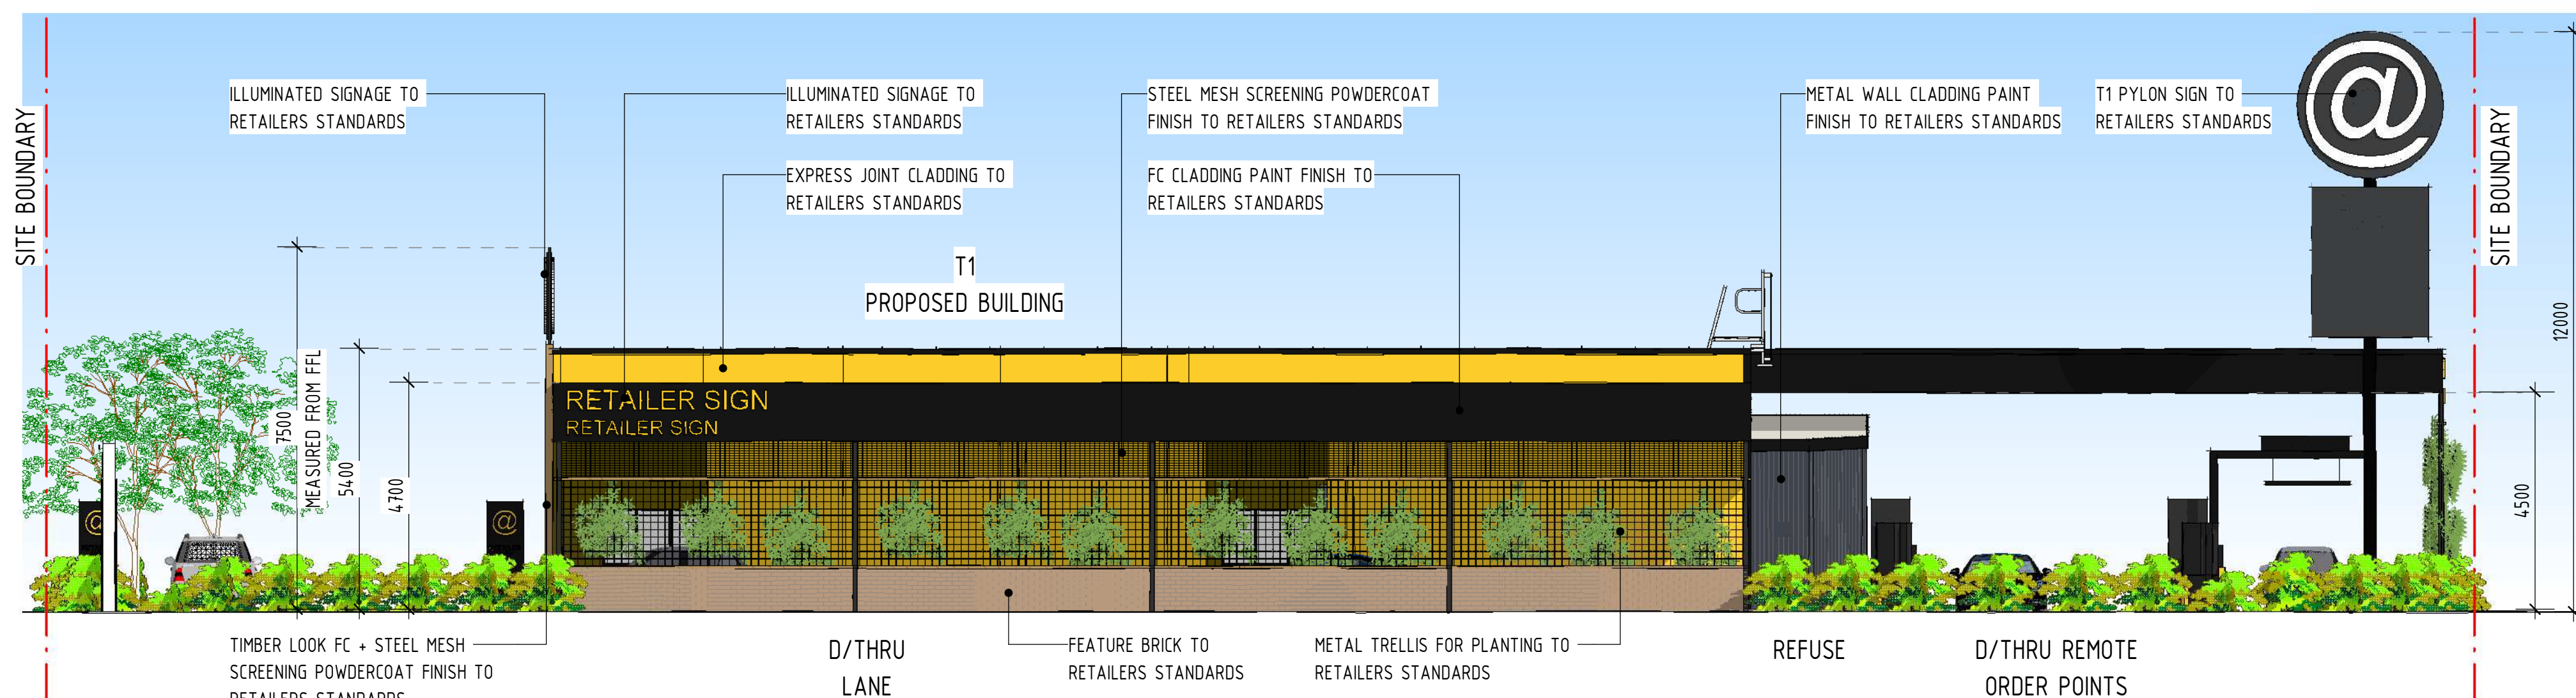 SITE BOUNDARY
ILLUMINATED SIGNAGE TO
RETAILERS STANDARDS
ILLUMINATED SIGNAGE TO
RETAILERS STANDARDS
EXPRESS JOINT CLADDING TO
RETAILERS STANDARDS
STEEL MESH SCREENING POWDERCOAT
FINISH TO RETAILERS STANDARDS
FC CLADDING PAINT FINISH TO
RETAILERS STANDARDS
METAL WALL CLADDING PAINT
FINISH TO RETAILERS STANDARDS
T1 PYLON SIGN TO
RETAILERS STANDARDS
@
SITE BOUNDARY
12000
T1
PROPOSED BUILDING
7500
MEASURED FROM FFL
5400
4700
RETAILER SIGN
RETAILER SIGN
@
@
4500
TIMBER LOOK FC + STEEL MESH
SCREENING POWDERCOAT FINISH TO
RETAILERS STANDARDS
D/THRU
LANE
FEATURE BRICK TO
RETAILERS STANDARDS
METAL TRELLIS FOR PLANTING TO
RETAILERS STANDARDS
REFUSE
D/THRU REMOTE
ORDER POINTS